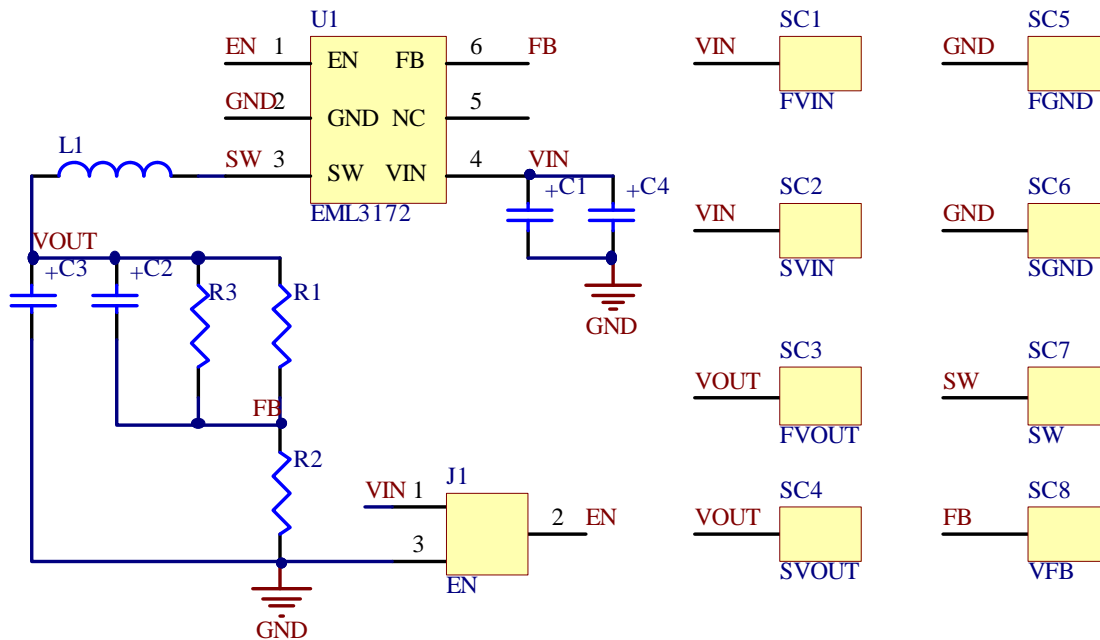 U1
SC1
SC5
EN 1
EN
FB
6 FB
VIN
GND
FVIN
FGND
GND 2
GND
NC
5
L1
SW 3
SW
VIN
4
VIN
+C1
+C4
SC2
SC6
EML3172
VIN
GND
VOUT
SVIN
SGND
+C3
+C2
R3
R1
GND
SC3
SC7
VOUT
SW
FB
FVOUT
SW
R2
J1
SC4
SC8
VIN 1
2 EN
VOUT
FB
3
EN
SVOUT
VFB
GND